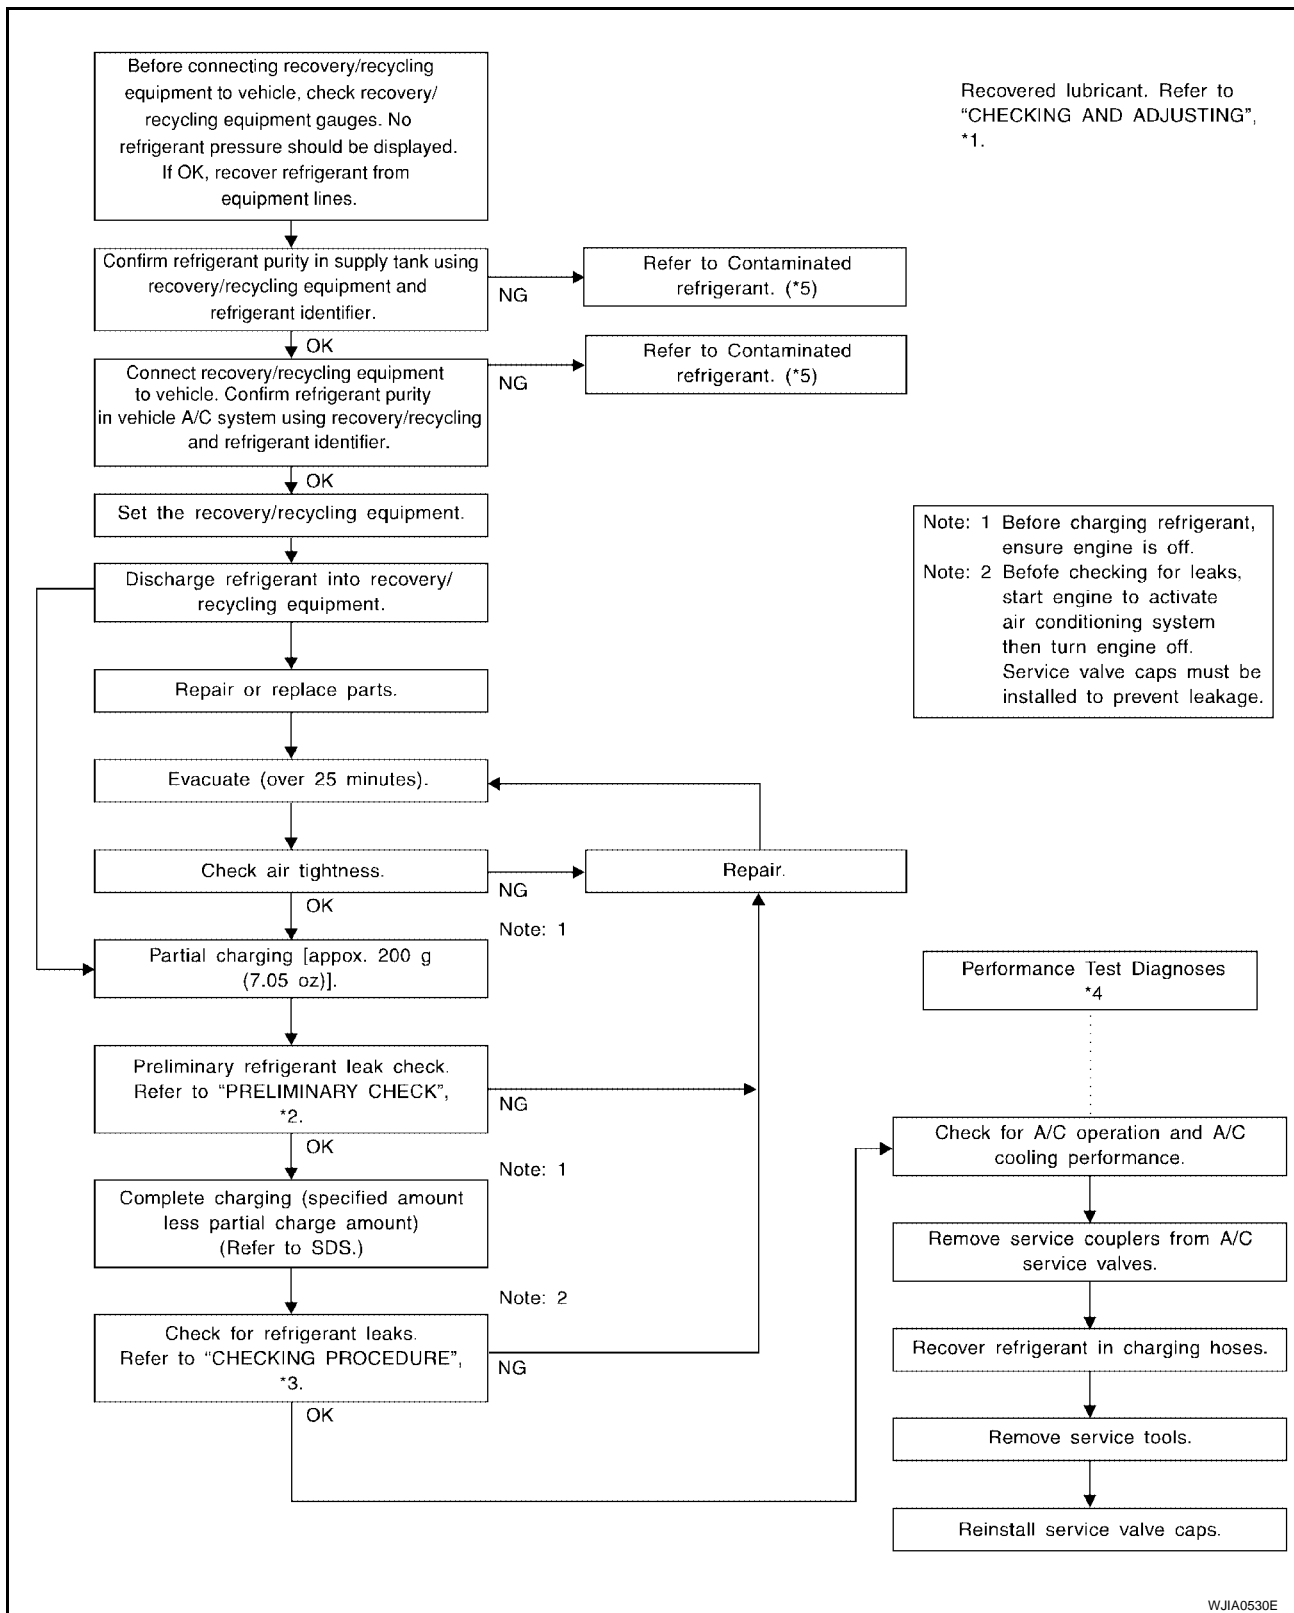 Before connecting recovery/recycling
equipment to vehicle, check recovery/
recycling equipment gauges. No
refrigerant pressure should be displayed.
If OK, recover refrigerant from
equipment lines.
Recovered lubricant. Refer to
“CHECKING AND ADJUSTING”,
*1.
Confirm refrigerant purity in supply tank using
recovery/recycling equipment and
refrigerant identifier.
NG
Refer to Contaminated
refrigerant. (*5)
OK
Connect recovery/recycling equipment
to vehicle. Confirm refrigerant purity
in vehicle A/C system using recovery/recycling
and refrigerant identifier.
NG
Refer to Contaminated
refrigerant. (*5)
OK
Set the recovery/recycling equipment.
Note: 1 Before charging refrigerant,
ensure engine is off.
Note: 2 Befofe checking for leaks,
start engine to activate
air conditioning system
then turn engine off.
Service valve caps must be
installed to prevent leakage.
Discharge refrigerant into recovery/
recycling equipment.
Repair or replace parts.
Evacuate (over 25 minutes).
Check air tightness.
NG
Repair.
OK
Note: 1
Partial charging [appox. 200 g
(7.05 oz)].
Preliminary refrigerant leak check.
Refer to “PRELIMINARY CHECK”,
*2.
NG
OK
Note: 1
Complete charging (specified amount
less partial charge amount)
(Refer to SDS.)
Note: 2
Check for refrigerant leaks.
Refer to “CHECKING PROCEDURE”,
*3.
NG
OK
Performance Test Diagnoses
*4
Check for A/C operation and A/C
cooling performance.
Remove service couplers from A/C
service valves.
Recover refrigerant in charging hoses.
Remove service tools.
Reinstall service valve caps.
WJIA0530E